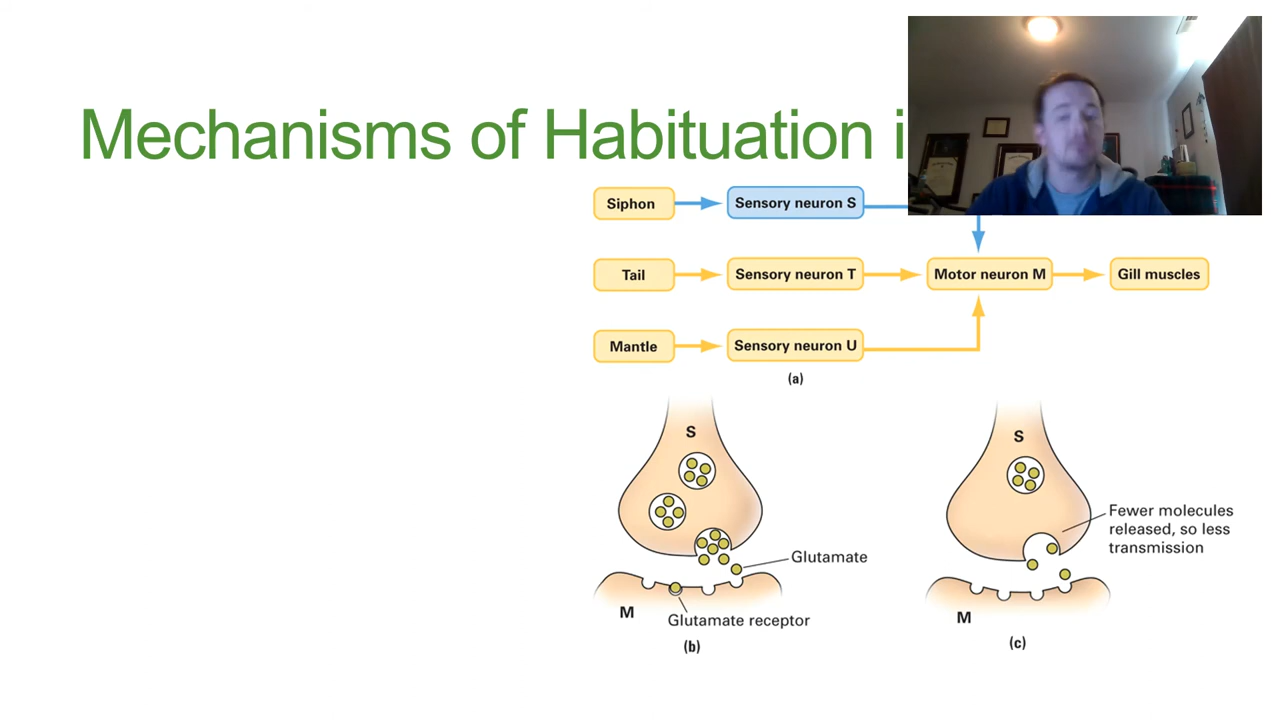 Mechanisms of Habituation i
Siphon
Sensory neuron S
Tail
Sensory neuron T
Motor neuron M
Gill muscles
Mantle
Sensory neuron U
(a)
S
Glutamate
M
Glutamate receptor
(b)
S
Fewer molecules
released, so less
transmission
M
(c)